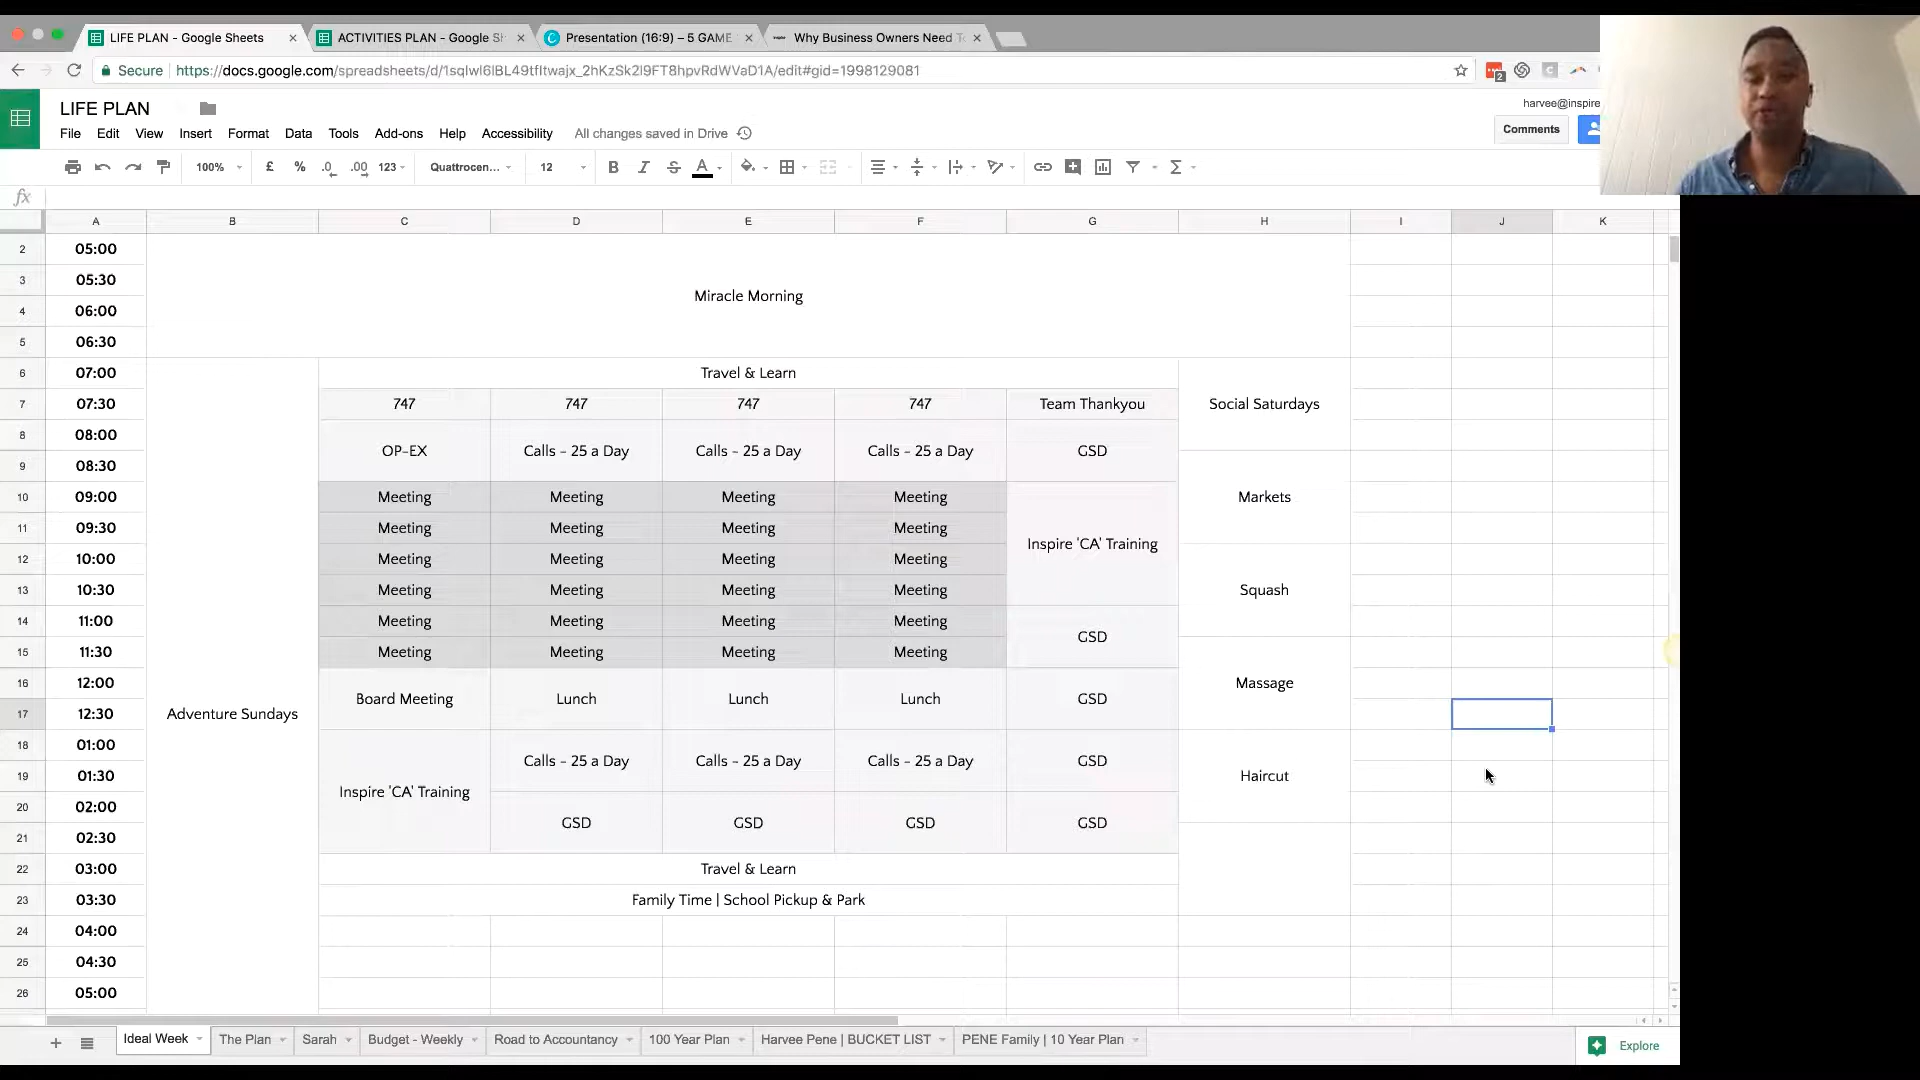 LIFE PLAN - Google Sheets
ACTIVITIES PLAN - Google Sh
Presentation (16:9) – 5 GAME
Why Business Owners Need T
Secure
https://docs.google.com/spreadsheets/d/
/edit#gid=1998129081
2
LIFE PLAN
harvee@inspire
File Edit View Insert Format Data Tools Add-ons Help Accessibility All changes saved in Drive
Comments
100% £ % .0 .00 123 Quattrocen... 12 B I S A Σ
fx
A B C D E F G H I J K
2 05:00
3 05:30
Miracle Morning
4 06:00
5 06:30
6 07:00 Travel & Learn
7 07:30 747 747 747 747 Team Thankyou Social Saturdays
8 08:00
OP-EX Calls - 25 a Day Calls - 25 a Day Calls - 25 a Day GSD
9 08:30
10 09:00 Meeting Meeting Meeting Meeting Markets
11 09:30 Meeting Meeting Meeting Meeting
Inspire 'CA' Training
12 10:00 Meeting Meeting Meeting Meeting
13 10:30 Meeting Meeting Meeting Meeting Squash
14 11:00 Meeting Meeting Meeting Meeting
GSD
15 11:30 Meeting Meeting Meeting Meeting
16 12:00 Massage
Board Meeting Lunch Lunch Lunch GSD
17 12:30 Adventure Sundays
18 01:00
Calls - 25 a Day Calls - 25 a Day Calls - 25 a Day GSD
19 01:30 Haircut
Inspire 'CA' Training
20 02:00
GSD GSD GSD GSD
21 02:30
22 03:00 Travel & Learn
23 03:30 Family Time | School Pickup & Park
24 04:00
25 04:30
26 05:00
Ideal Week The Plan Sarah Budget - Weekly Road to Accountancy 100 Year Plan Harvee Pene | BUCKET LIST PENE Family | 10 Year Plan
Explore